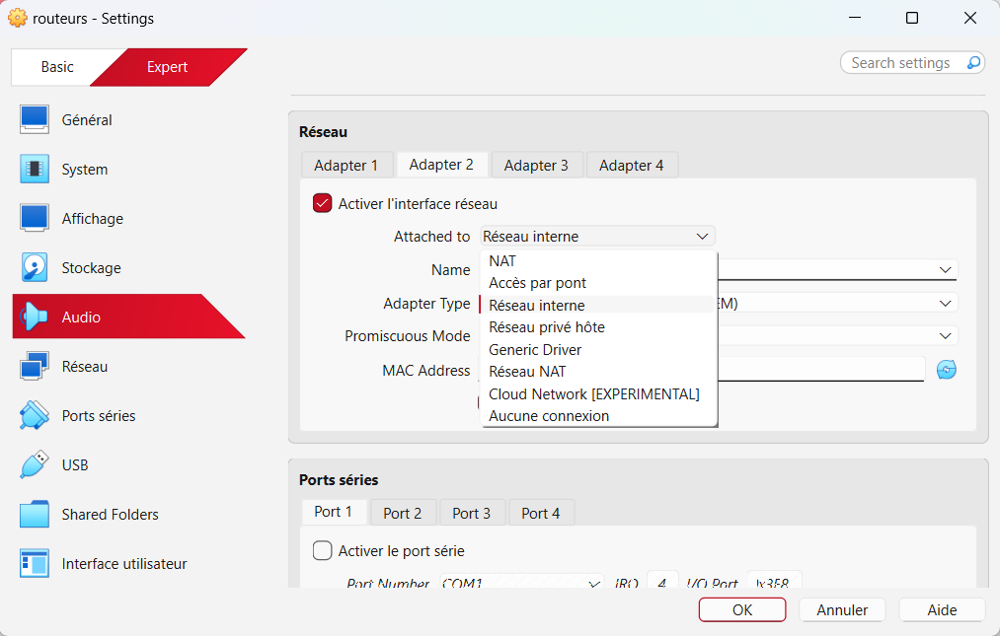 routeurs - Settings
Basic
Expert
Search settings
Général
System
Affichage
Stockage
Audio
Réseau
Ports séries
USB
Shared Folders
Interface utilisateur
Réseau
Adapter 1
Adapter 2
Adapter 3
Adapter 4
Activer l'interface réseau
Attached to
Réseau interne
NAT
Accès par pont
Réseau interne
Réseau privé hôte
Generic Driver
Réseau NAT
Cloud Network [EXPERIMENTAL]
Aucune connexion
Name
Adapter Type
EM)
Promiscuous Mode
MAC Address
Ports séries
Port 1
Port 2
Port 3
Port 4
Activer le port série
Port Number
COM1
IRQ
4
I/O Port
0x3F8
OK
Annuler
Aide